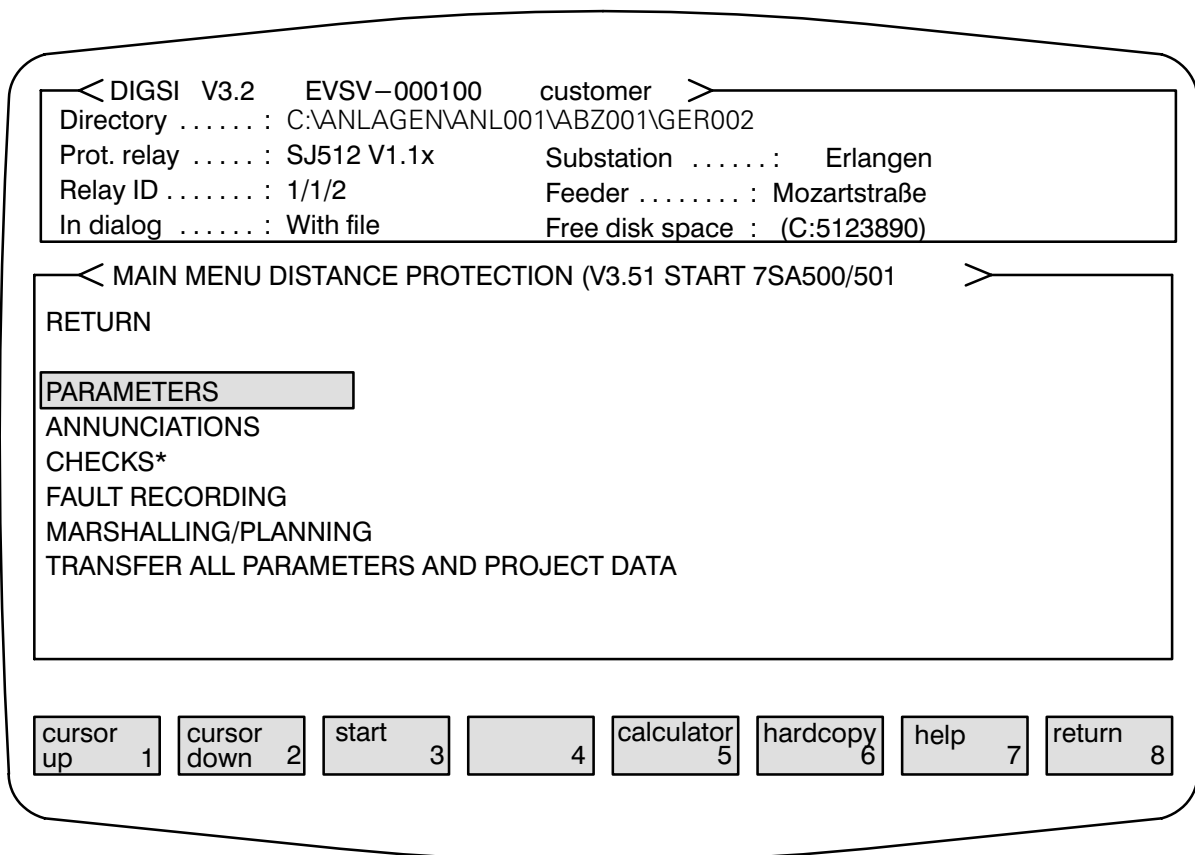 DIGSI V3.2 EVSV−000100 customer
Directory . . . . . . : C:\ANLAGEN\ANL001\ABZ001\GER002
Prot. relay . . . . . : SJ512 V1.1x Substation . . . . . . : Erlangen
Relay ID . . . . . . . : 1/1/2 Feeder . . . . . . . . : Mozartstraße
In dialog . . . . . . : With file Free disk space : (C:5123890)
MAIN MENU DISTANCE PROTECTION (V3.51 START 7SA500/501
RETURN
PARAMETERS
ANNUNCIATIONS
CHECKS*
FAULT RECORDING
MARSHALLING/PLANNING
TRANSFER ALL PARAMETERS AND PROJECT DATA
cursor up 1
cursor down 2
start 3
4
calculator 5
hardcopy 6
help 7
return 8